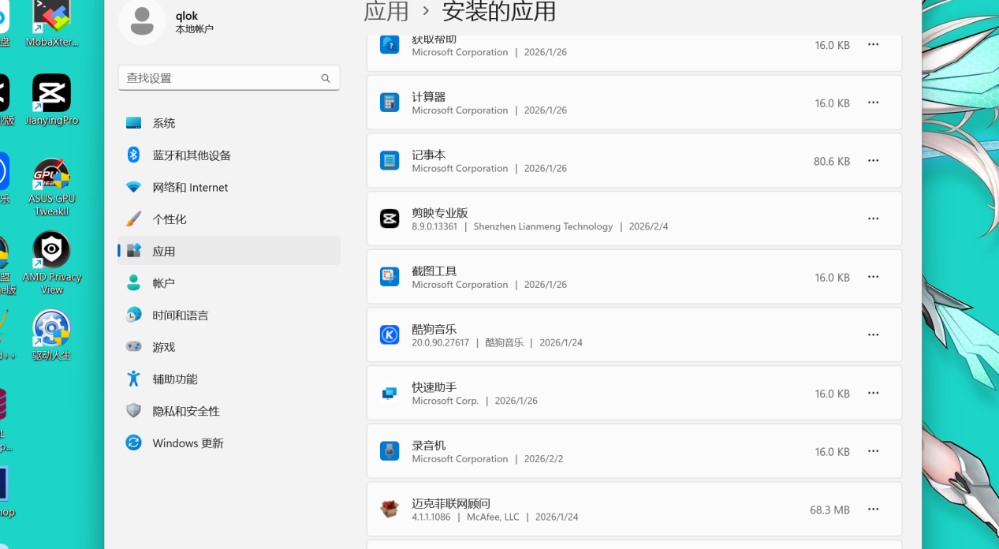 盘
MobaXter...
业版
JianyingPro
乐
ASUS GPU
TweakII
盟
e版
AMD Privacy
View
d++
驱动人生
L
p...
hop
qlok
本地帐户
查找设置
系统
蓝牙和其他设备
网络和 Internet
个性化
应用
帐户
时间和语言
游戏
辅助功能
隐私和安全性
Windows 更新
应用 › 安装的应用
获取帮助
Microsoft Corporation | 2026/1/26
16.0 KB
计算器
Microsoft Corporation | 2026/1/26
16.0 KB
记事本
Microsoft Corporation | 2026/1/26
80.6 KB
剪映专业版
8.9.0.13361 | Shenzhen Lianmeng Technology | 2026/2/4
截图工具
Microsoft Corporation | 2026/1/26
16.0 KB
酷狗音乐
20.0.90.27617 | 酷狗音乐 | 2026/1/24
快速助手
Microsoft Corp. | 2026/1/26
16.0 KB
录音机
Microsoft Corporation | 2026/2/2
16.0 KB
迈克菲联网顾问
4.1.1.1086 | McAfee, LLC | 2026/1/24
68.3 MB